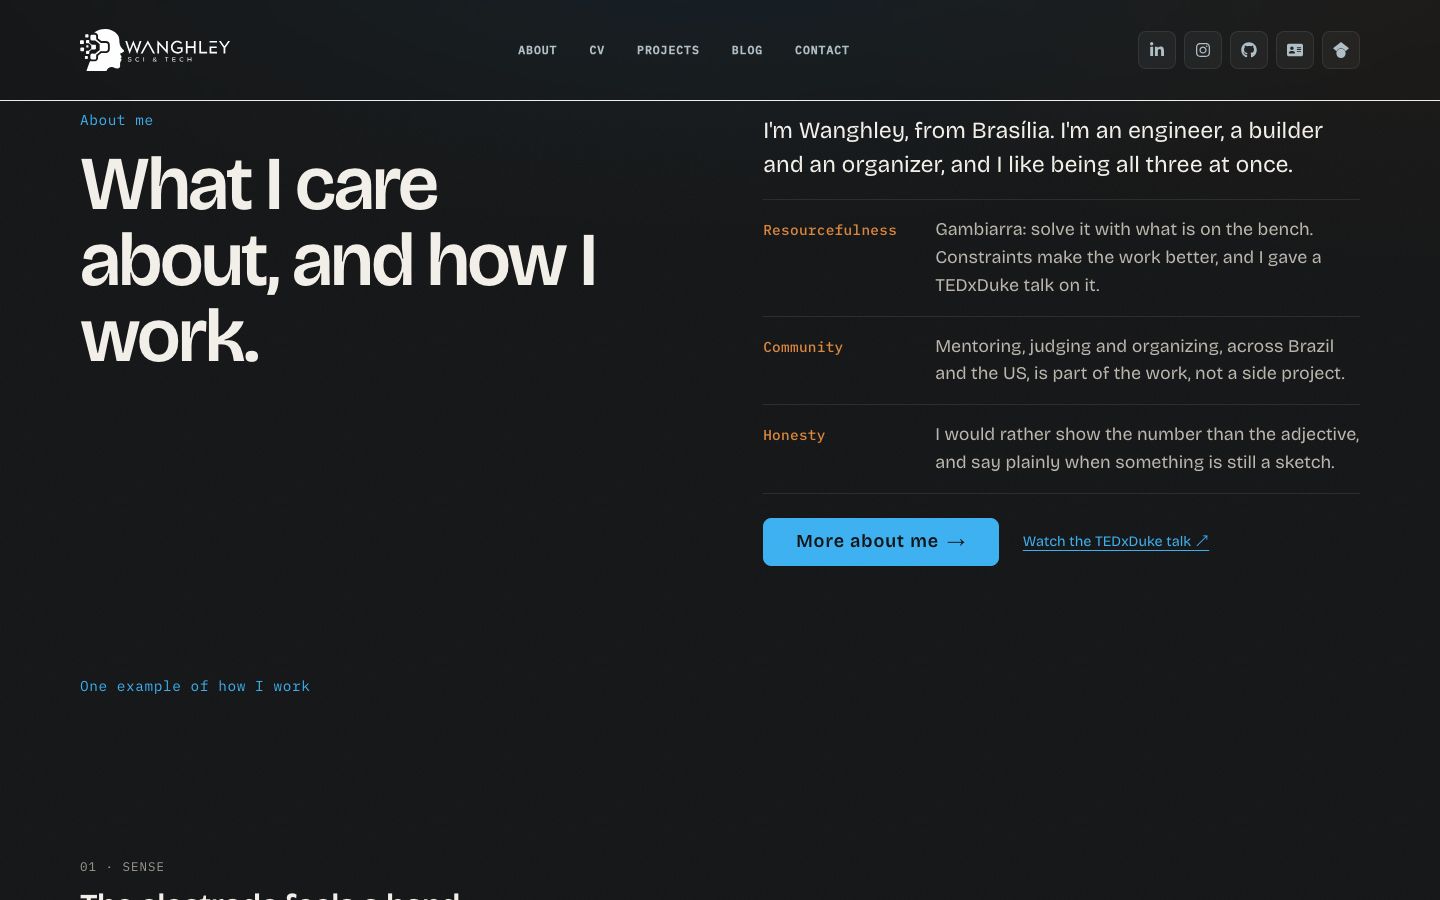 WANGHLEY
SCI & TECH
ABOUT
CV
PROJECTS
BLOG
CONTACT
About me
What I care
about, and how I
work.
I'm Wanghley, from Brasília. I'm an engineer, a builder
and an organizer, and I like being all three at once.
Resourcefulness
Gambiarra: solve it with what is on the bench.
Constraints make the work better, and I gave a
TEDxDuke talk on it.
Community
Mentoring, judging and organizing, across Brazil
and the US, is part of the work, not a side project.
Honesty
I would rather show the number than the adjective,
and say plainly when something is still a sketch.
More about me →
Watch the TEDxDuke talk ↗
One example of how I work
01 · SENSE
The electrode feels a hand